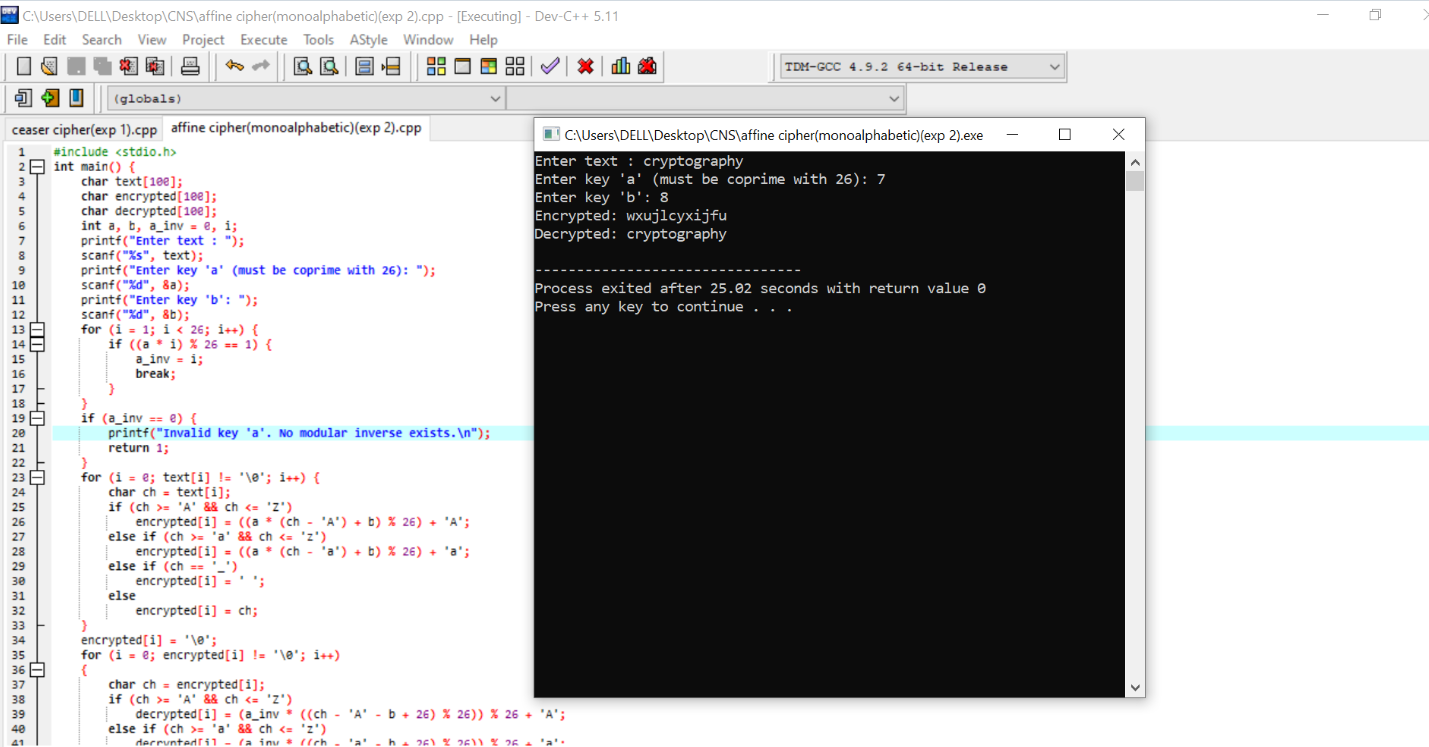 C:\Users\DELL\Desktop\CNS\affine cipher(monoalphabetic)(exp 2).cpp - [Executing] - Dev-C++ 5.11
File Edit Search View Project Execute Tools AStyle Window Help
TDM-GCC 4.9.2 64-bit Release
(globals)
ceaser cipher(exp 1).cpp affine cipher(monoalphabetic)(exp 2).cpp
1 #include <stdio.h>
2 int main() {
3 char text[100];
4 char encrypted[100];
5 char decrypted[100];
6 int a, b, a_inv = 0, i;
7 printf("Enter text : ");
8 scanf("%s", text);
9 printf("Enter key 'a' (must be coprime with 26): ");
10 scanf("%d", &a);
11 printf("Enter key 'b': ");
12 scanf("%d", &b);
13 for (i = 1; i < 26; i++) {
14 if ((a * i) % 26 == 1) {
15 a_inv = i;
16 break;
17 }
18 }
19 if (a_inv == 0) {
20 printf("Invalid key 'a'. No modular inverse exists.\n");
21 return 1;
22 }
23 for (i = 0; text[i] != '\0'; i++) {
24 char ch = text[i];
25 if (ch >= 'A' && ch <= 'Z')
26 encrypted[i] = ((a * (ch - 'A') + b) % 26) + 'A';
27 else if (ch >= 'a' && ch <= 'z')
28 encrypted[i] = ((a * (ch - 'a') + b) % 26) + 'a';
29 else if (ch == '_')
30 encrypted[i] = ' ';
31 else
32 encrypted[i] = ch;
33 }
34 encrypted[i] = '\0';
35 for (i = 0; encrypted[i] != '\0'; i++)
36 {
37 char ch = encrypted[i];
38 if (ch >= 'A' && ch <= 'Z')
39 decrypted[i] = (a_inv * ((ch - 'A' - b + 26) % 26)) % 26 + 'A';
40 else if (ch >= 'a' && ch <= 'z')
41 decrypted[i] = (a_inv * ((ch - 'a' - b + 26) % 26)) % 26 + 'a';
C:\Users\DELL\Desktop\CNS\affine cipher(monoalphabetic)(exp 2).exe
Enter text : cryptography
Enter key 'a' (must be coprime with 26): 7
Enter key 'b': 8
Encrypted: wxujlcyxijfu
Decrypted: cryptography
--------------------------------
Process exited after 25.02 seconds with return value 0
Press any key to continue . . .